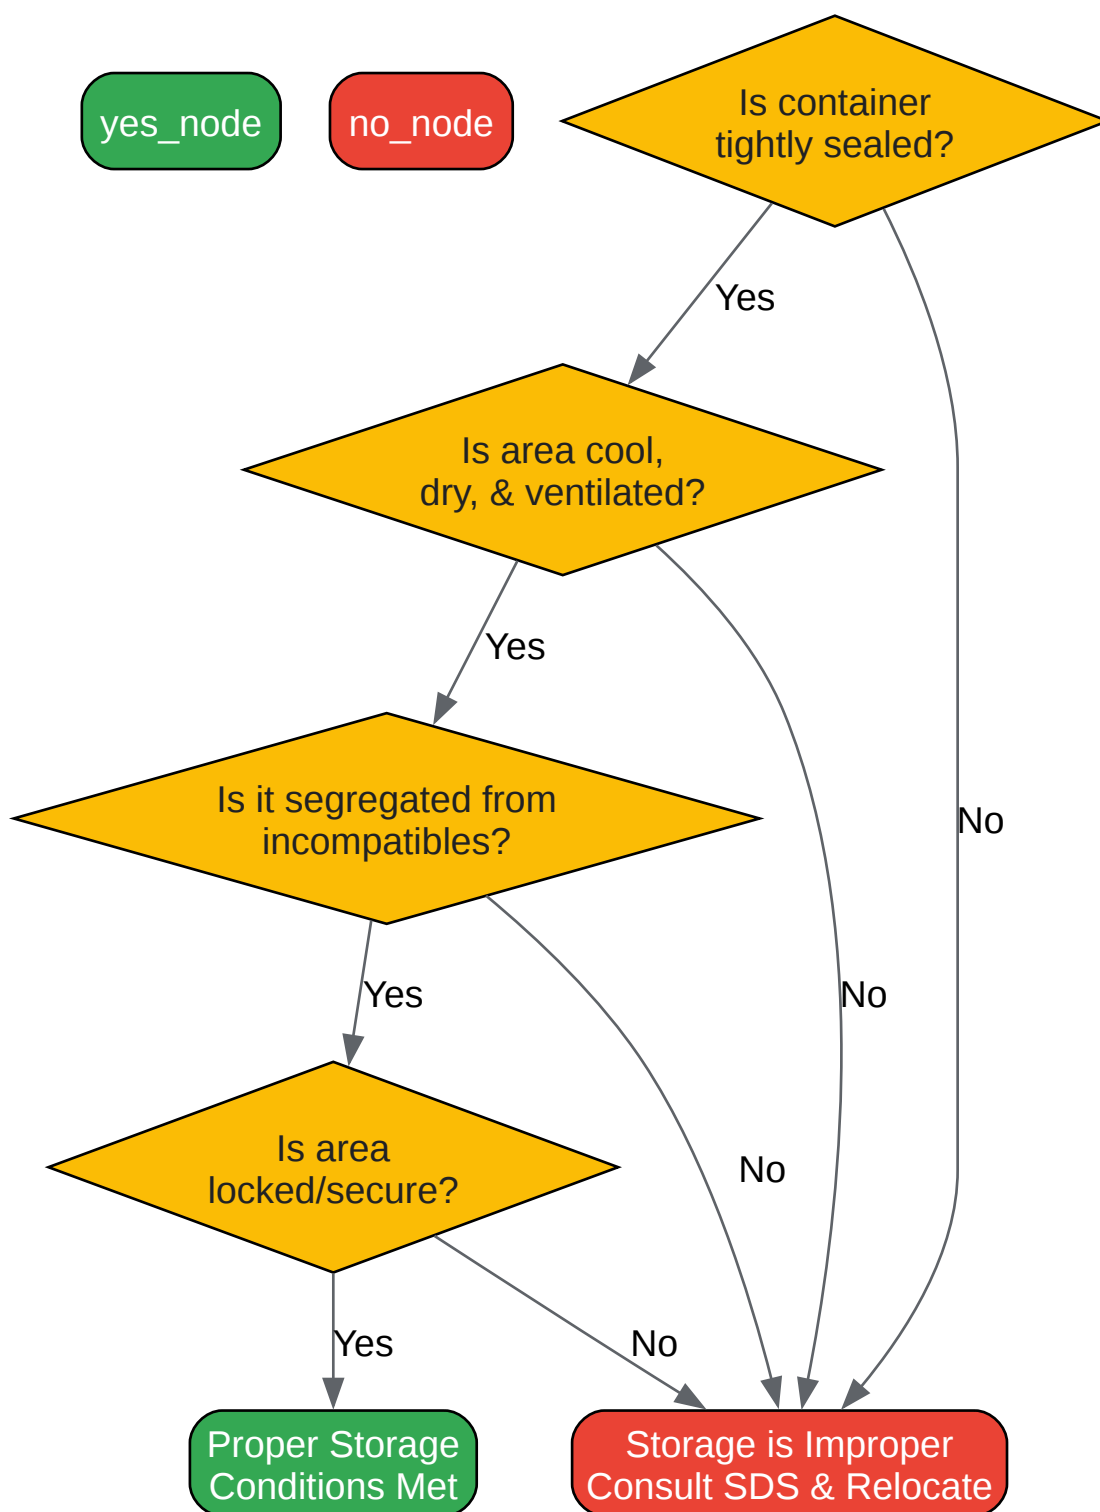 yes_node
no_node
Is container
tightly sealed?
Yes
Is area cool,
dry, & ventilated?
Yes
Is it segregated from
incompatibles?
No
Yes
No
Is area
locked/secure?
No
Yes
No
Proper Storage
Conditions Met
Storage is Improper
Consult SDS & Relocate